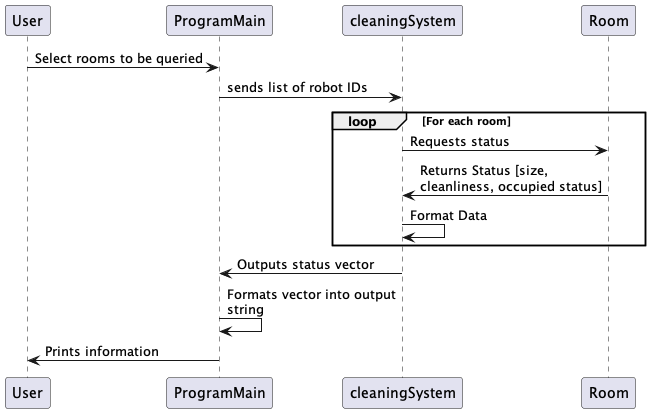 User
ProgramMain
cleaningSystem
Room
Select rooms to be queried
sends list of robot IDs
loop
[For each room]
Requests status
Returns Status [size,
cleanliness, occupied status]
Format Data
Outputs status vector
Formats vector into output
string
Prints information
User
ProgramMain
cleaningSystem
Room